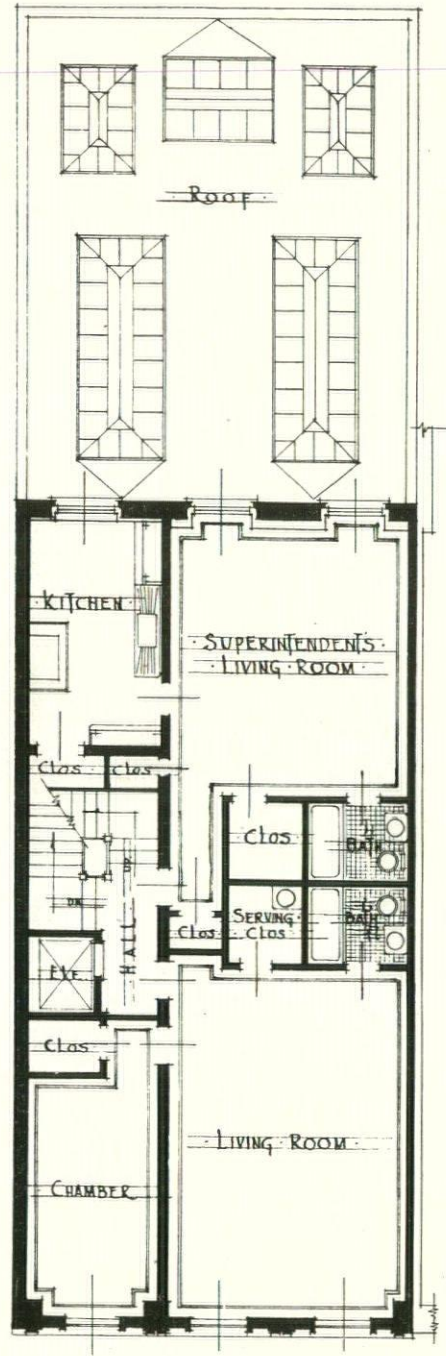 ROOF
KITCHEN
SUPERINTENDENT'S
LIVING ROOM
CLOS
CLOS
CLOS
BATH
UP
DN
HALL
SERVING
CLOS
BATH
CLOS
ELE.
CLOS
LIVING ROOM
CHAMBER